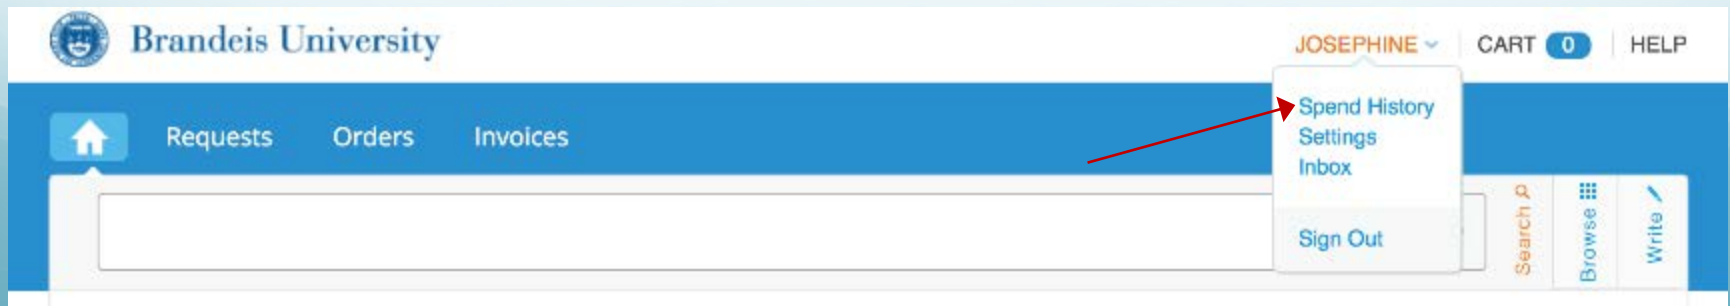 Brandeis University
JOSEPHINE CART 0 HELP
Spend History
Settings
Inbox
Sign Out
Requests Orders Invoices
Search
Browse
Write